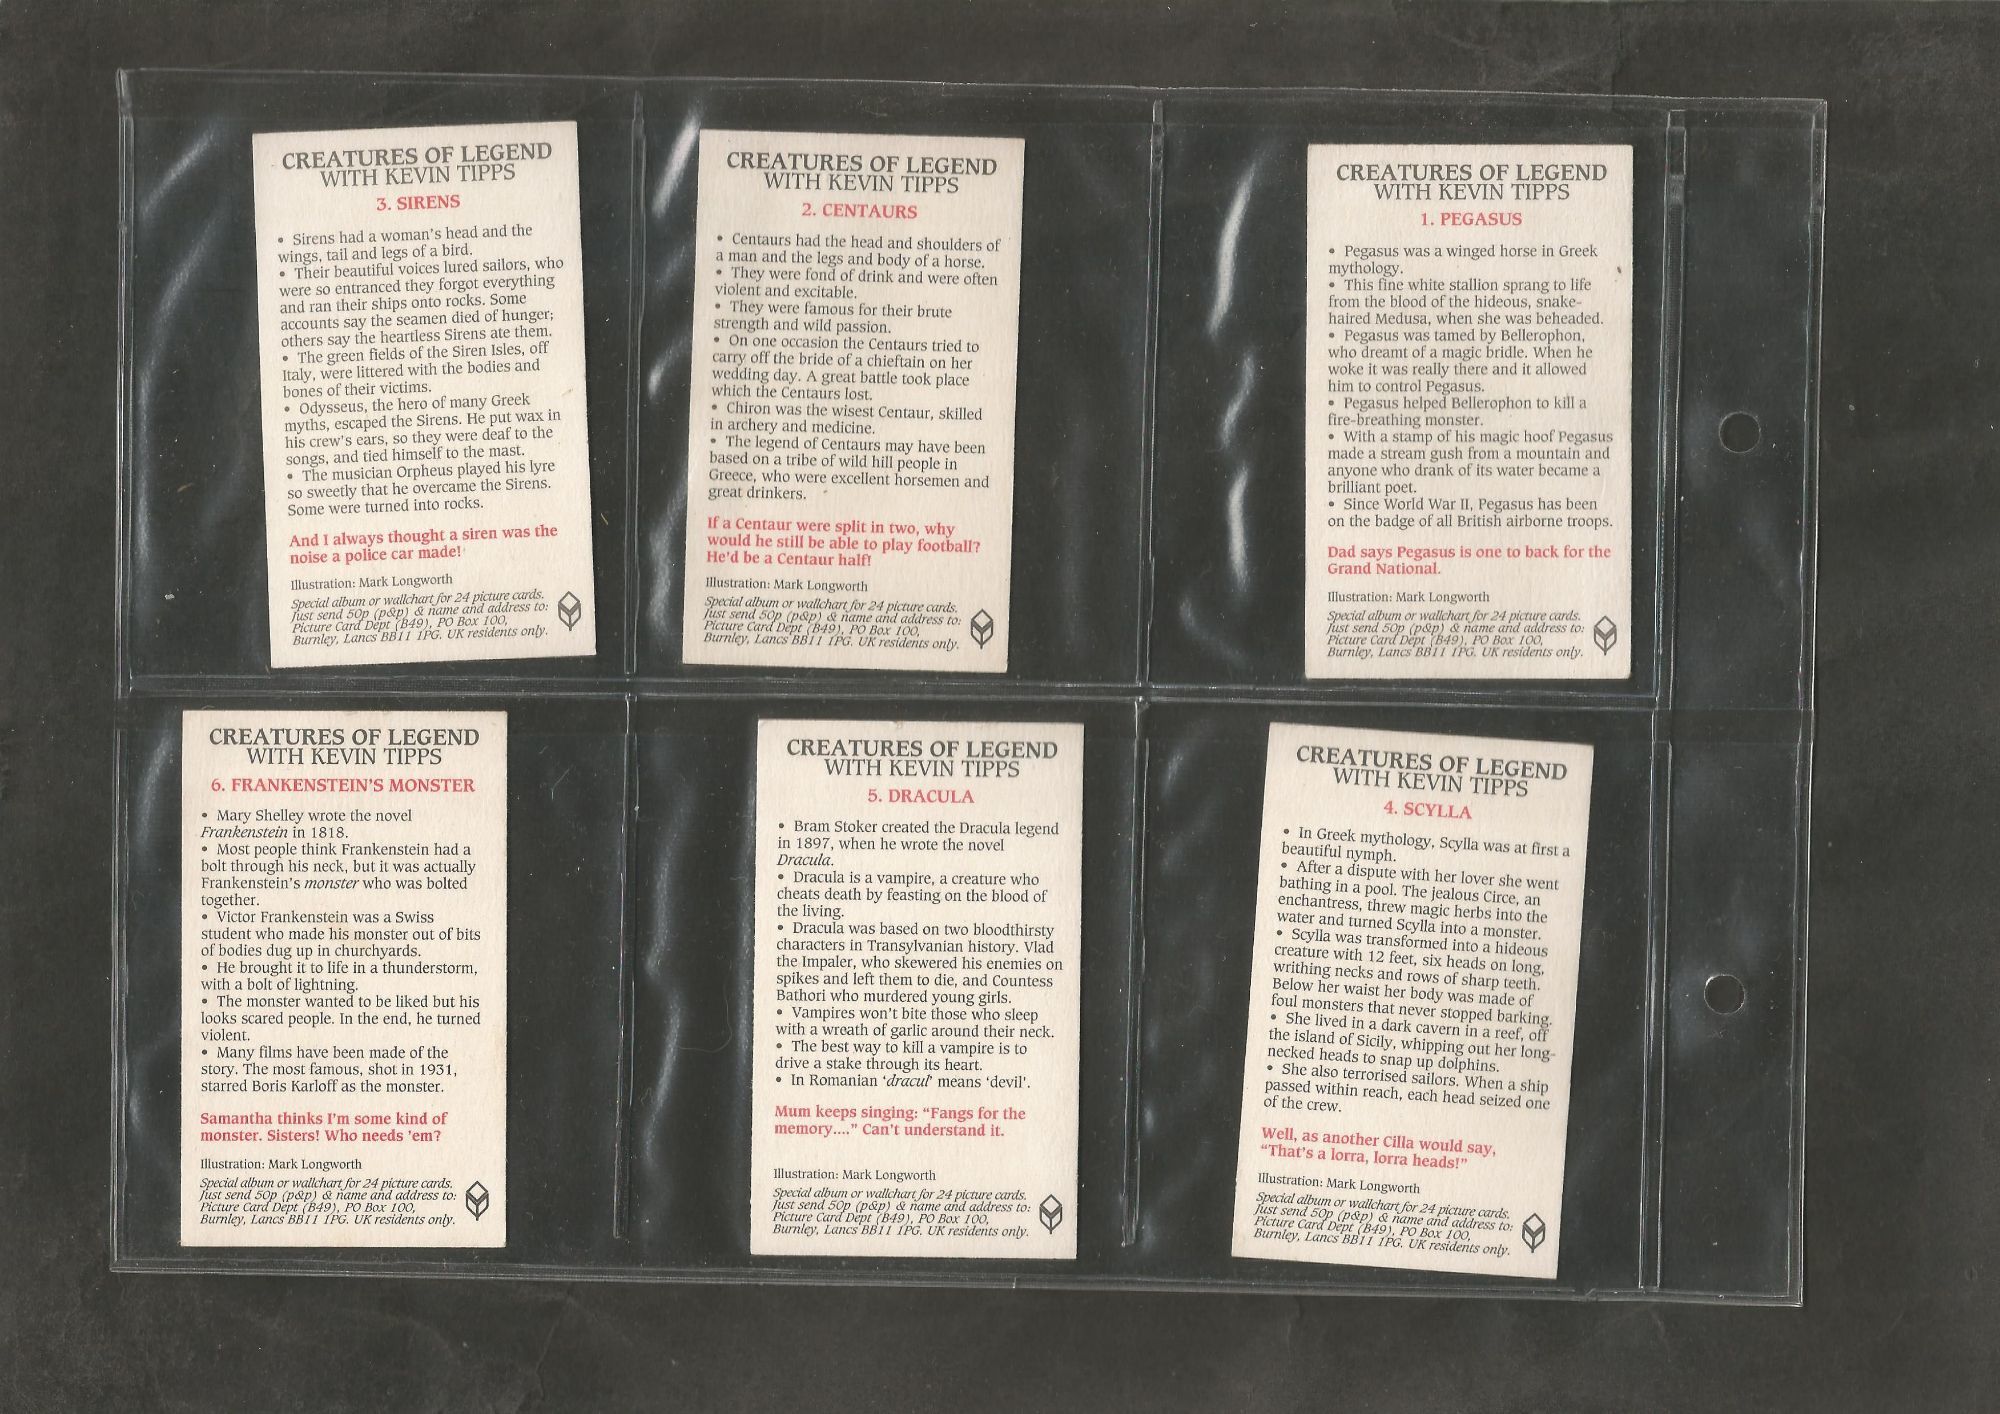 CREATURES OF LEGEND
WITH KEVIN TIPPS
3. SIRENS
• Sirens had a woman's head and the
wings, tail and legs of a bird.
• Their beautiful voices lured sailors, who
were so entranced they forgot everything
and ran their ships onto rocks. Some
accounts say the seamen died of hunger;
others say the heartless Sirens ate them.
• The green fields of the Siren Isles, off
Italy, were littered with the bodies and
bones of their victims.
• Odysseus, the hero of many Greek
myths, escaped the Sirens. He put wax in
his crew's ears, so they were deaf to the
songs, and tied himself to the mast.
• The musician Orpheus played his lyre
so sweetly that he overcame the Sirens.
Some were turned into rocks.
And I always thought a siren was the
noise a police car made!
Illustration: Mark Longworth
Special album or wallchart for 24 picture cards.
Just send 50p (p&p) & name and address to:
Picture Card Dept (B49), PO Box 100,
Burnley, Lancs BB11 1PG. UK residents only.
CREATURES OF LEGEND
WITH KEVIN TIPPS
2. CENTAURS
• Centaurs had the head and shoulders of
a man and the legs and body of a horse.
• They were fond of drink and were often
violent and excitable.
• They were famous for their brute
strength and wild passion.
• On one occasion the Centaurs tried to
carry off the bride of a chieftain on her
wedding day. A great battle took place
which the Centaurs lost.
• Chiron was the wisest Centaur, skilled
in archery and medicine.
• The legend of Centaurs may have been
based on a tribe of wild hill people in
Greece, who were excellent horsemen and
great drinkers.
If a Centaur were split in two, why
would he still be able to play football?
He'd be a Centaur half!
Illustration: Mark Longworth
Special album or wallchart for 24 picture cards.
Just send 50p (p&p) & name and address to:
Picture Card Dept (B49), PO Box 100,
Burnley, Lancs BB11 1PG. UK residents only.
CREATURES OF LEGEND
WITH KEVIN TIPPS
1. PEGASUS
• Pegasus was a winged horse in Greek
mythology.
• This fine white stallion sprang to life
from the blood of the hideous, snake-
haired Medusa, when she was beheaded.
• Pegasus was tamed by Bellerophon,
who dreamt of a magic bridle. When he
woke it was really there and it allowed
him to control Pegasus.
• Pegasus helped Bellerophon to kill a
fire-breathing monster.
• With a stamp of his magic hoof Pegasus
made a stream gush from a mountain and
anyone who drank of its water became a
brilliant poet.
• Since World War II, Pegasus has been
on the badge of all British airborne troops.
Dad says Pegasus is one to back for the
Grand National.
Illustration: Mark Longworth
Special album or wallchart for 24 picture cards.
Just send 50p (p&p) & name and address to:
Picture Card Dept (B49), PO Box 100,
Burnley, Lancs BB11 1PG. UK residents only.
CREATURES OF LEGEND
WITH KEVIN TIPPS
6. FRANKENSTEIN'S MONSTER
• Mary Shelley wrote the novel
Frankenstein in 1818.
• Most people think Frankenstein had a
bolt through his neck, but it was actually
Frankenstein's monster who was bolted
together.
• Victor Frankenstein was a Swiss
student who made his monster out of bits
of bodies dug up in churchyards.
• He brought it to life in a thunderstorm,
with a bolt of lightning.
• The monster wanted to be liked but his
looks scared people. In the end, he turned
violent.
• Many films have been made of the
story. The most famous, shot in 1931,
starred Boris Karloff as the monster.
Samantha thinks I'm some kind of
monster. Sisters! Who needs 'em?
Illustration: Mark Longworth
Special album or wallchart for 24 picture cards.
Just send 50p (p&p) & name and address to:
Picture Card Dept (B49), PO Box 100,
Burnley, Lancs BB11 1PG. UK residents only.
CREATURES OF LEGEND
WITH KEVIN TIPPS
5. DRACULA
• Bram Stoker created the Dracula legend
in 1897, when he wrote the novel
Dracula.
• Dracula is a vampire, a creature who
cheats death by feasting on the blood of
the living.
• Dracula was based on two bloodthirsty
characters in Transylvanian history. Vlad
the Impaler, who skewered his enemies on
spikes and left them to die, and Countess
Bathori who murdered young girls.
• Vampires won't bite those who sleep
with a wreath of garlic around their neck.
• The best way to kill a vampire is to
drive a stake through its heart.
• In Romanian 'dracul' means 'devil'.
Mum keeps singing: "Fangs for the
memory...." Can't understand it.
Illustration: Mark Longworth
Special album or wallchart for 24 picture cards.
Just send 50p (p&p) & name and address to:
Picture Card Dept (B49), PO Box 100,
Burnley, Lancs BB11 1PG. UK residents only.
CREATURES OF LEGEND
WITH KEVIN TIPPS
4. SCYLLA
• In Greek mythology, Scylla was at first a
beautiful nymph.
• After a dispute with her lover she went
bathing in a pool. The jealous Circe, an
enchantress, threw magic herbs into the
water and turned Scylla into a monster.
• Scylla was transformed into a hideous
creature with 12 feet, six heads on long,
writhing necks and rows of sharp teeth.
Below her waist her body was made of
foul monsters that never stopped barking.
• She lived in a dark cavern in a reef, off
the island of Sicily, whipping out her long-
necked heads to snap up dolphins.
• She also terrorised sailors. When a ship
passed within reach, each head seized one
of the crew.
Well, as another Cilla would say,
"That's a lorra, lorra heads!"
Illustration: Mark Longworth
Special album or wallchart for 24 picture cards.
Just send 50p (p&p) & name and address to:
Picture Card Dept (B49), PO Box 100,
Burnley, Lancs BB11 1PG. UK residents only.